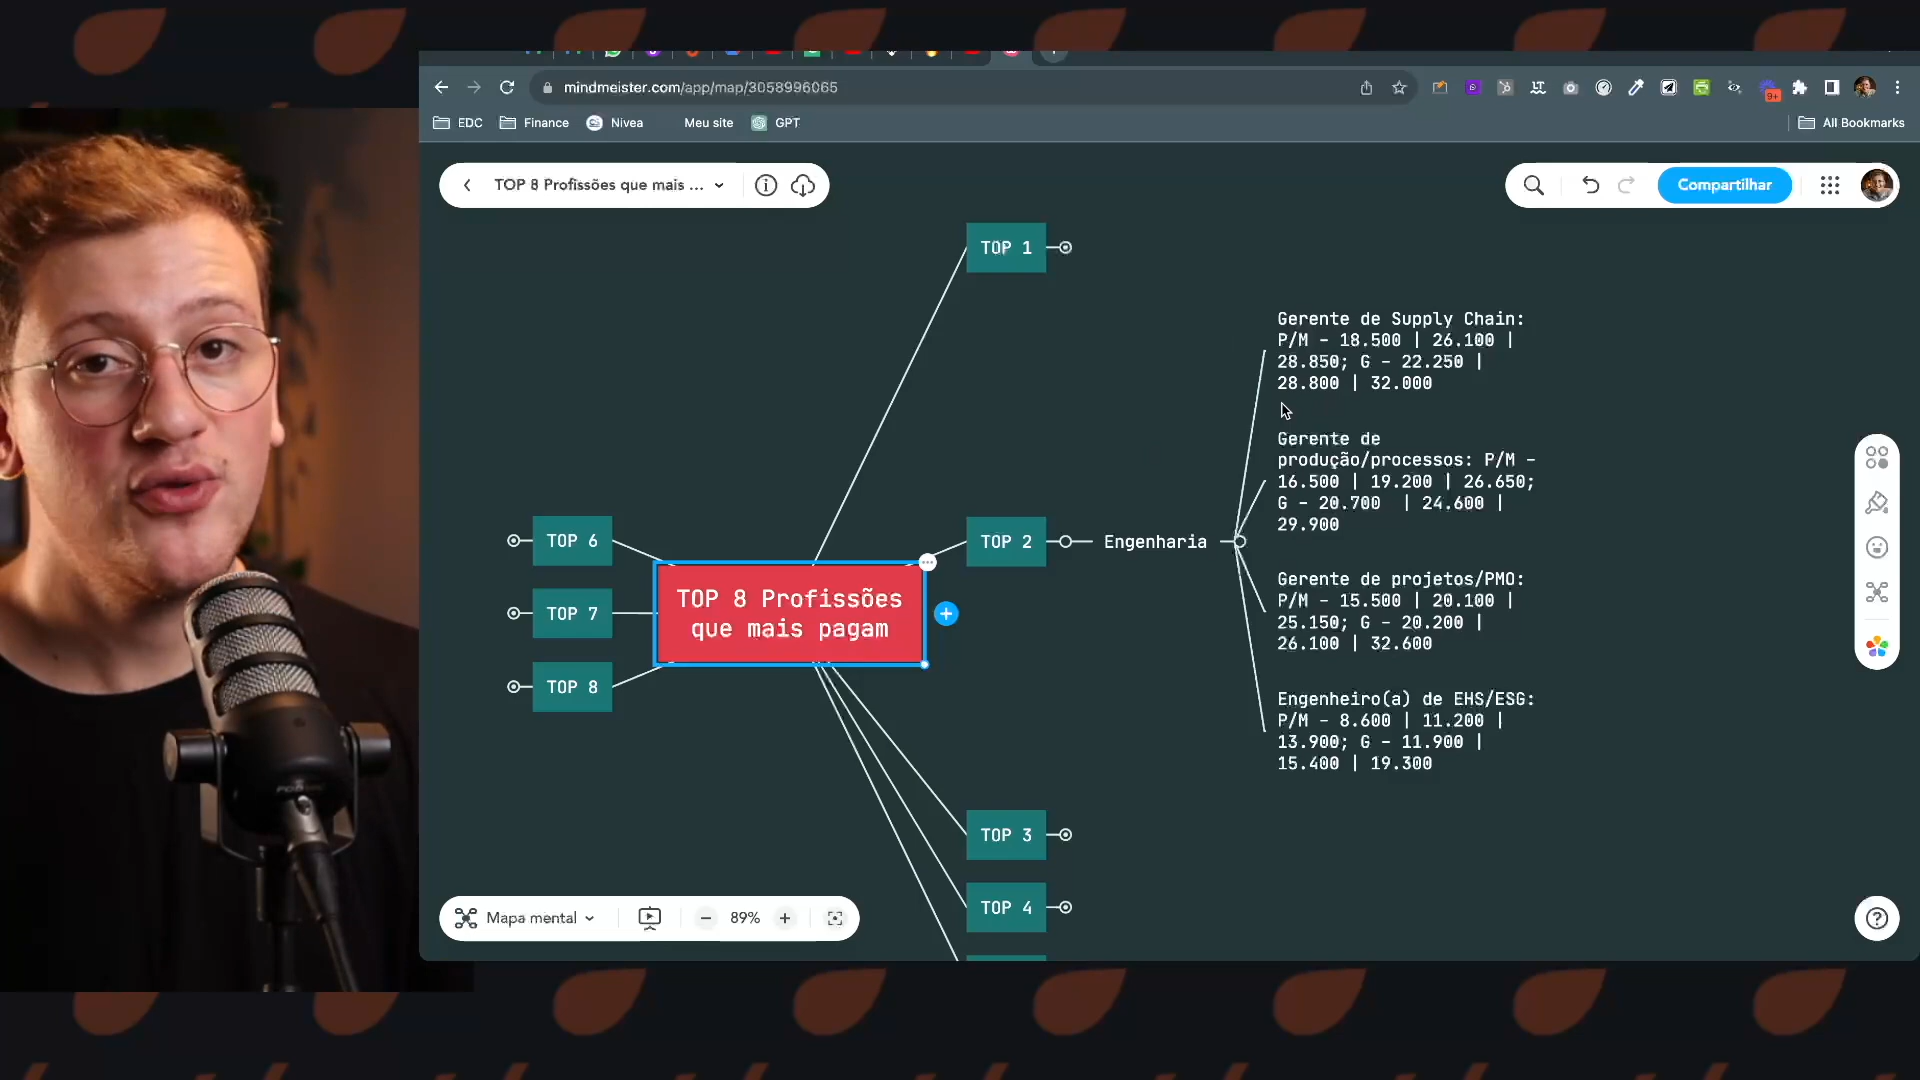 mindmeister.com/app/map/3058996065
9+
EDC
Finance
Nivea
Meu site
GPT
All Bookmarks
TOP 8 Profissões que mais ...
Compartilhar
TOP 1
Gerente de Supply Chain:
P/M - 18.500 | 26.100 |
28.850; G - 22.250 |
28.800 | 32.000
Gerente de
produção/processos: P/M -
16.500 | 19.200 | 26.650;
G - 20.700 | 24.600 |
29.900
TOP 6
TOP 2
Engenharia
TOP 8 Profissões
que mais pagam
TOP 7
Gerente de projetos/PMO:
P/M - 15.500 | 20.100 |
25.150; G - 20.200 |
26.100 | 32.600
TOP 8
Engenheiro(a) de EHS/ESG:
P/M - 8.600 | 11.200 |
13.900; G - 11.900 |
15.400 | 19.300
TOP 3
TOP 4
Mapa mental
89%